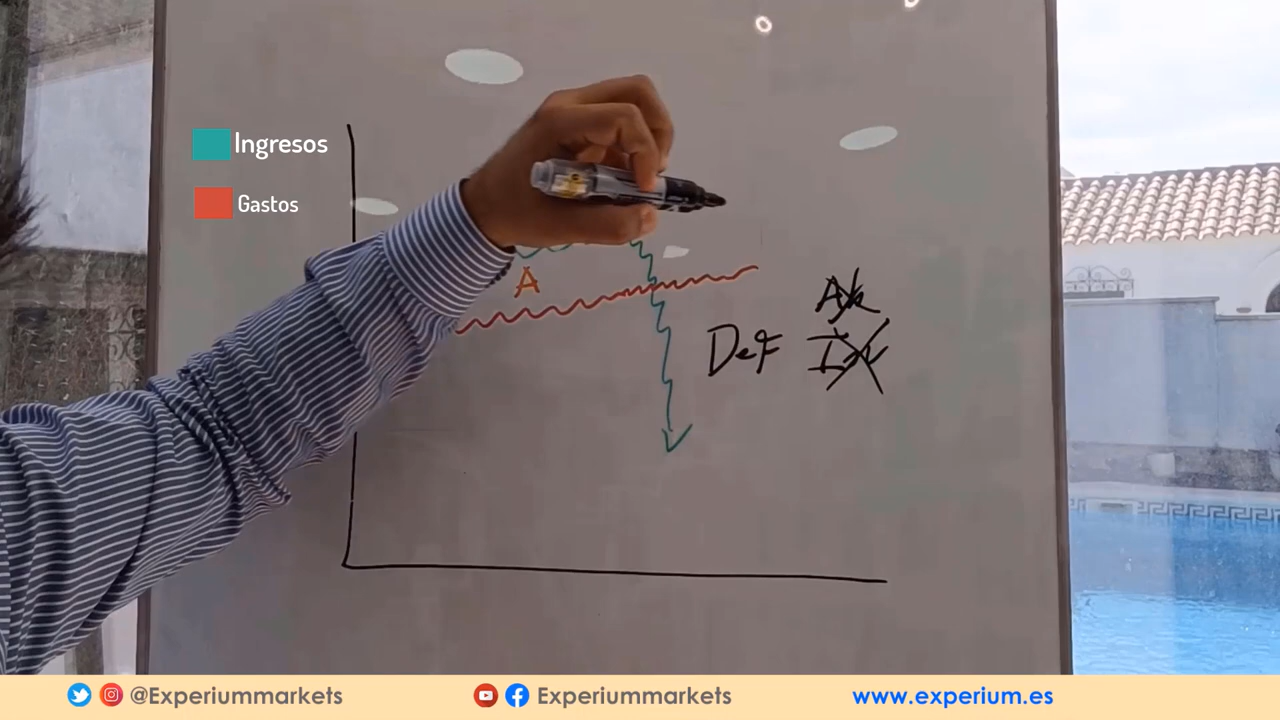 Ingresos
Gastos
A
DeF
@Experiummarkets
Experiummarkets
www.experium.es